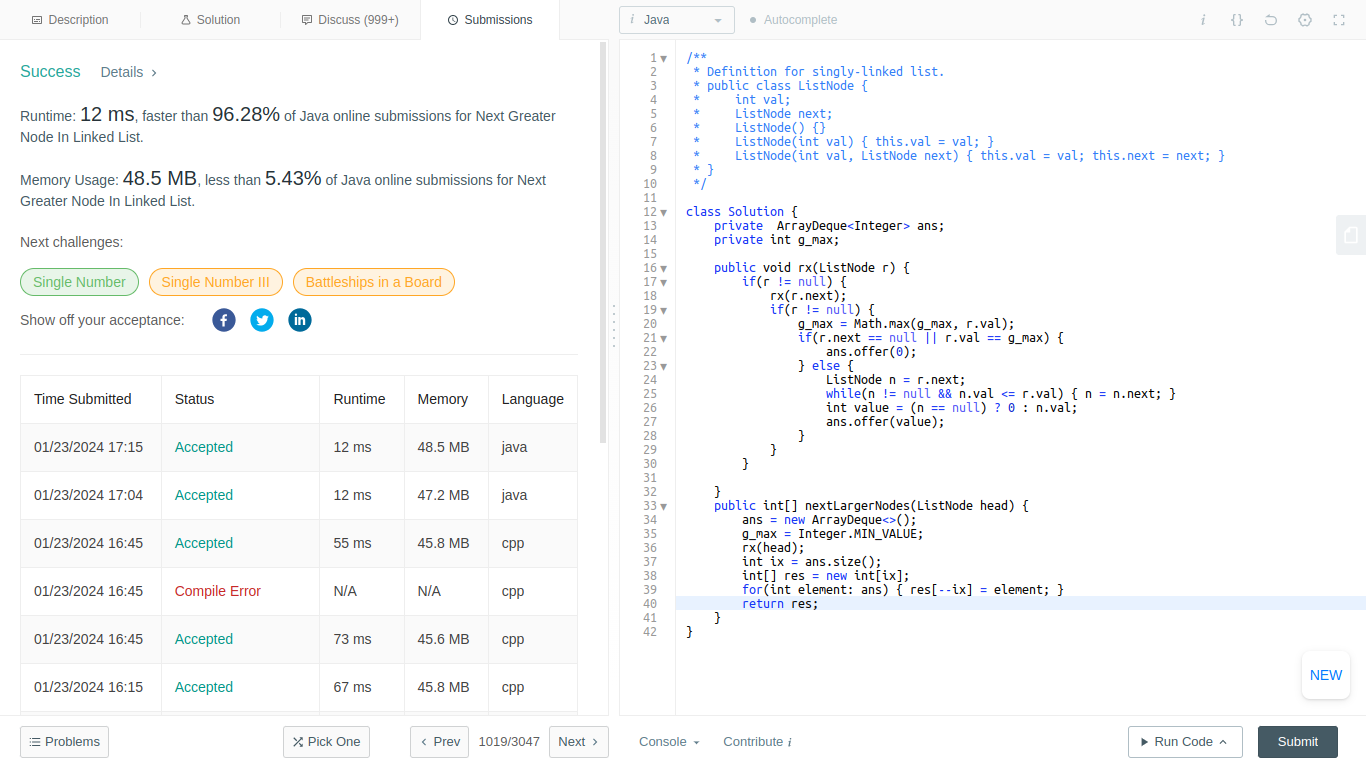 Description
Solution
Discuss (999+)
Submissions
i Java
Autocomplete
i {}
Success Details
Runtime: 12 ms, faster than 96.28% of Java online submissions for Next Greater
Node In Linked List.
Memory Usage: 48.5 MB, less than 5.43% of Java online submissions for Next
Greater Node In Linked List.
Next challenges:
Single Number
Single Number III
Battleships in a Board
Show off your acceptance:
Time Submitted Status Runtime Memory Language
01/23/2024 17:15 Accepted 12 ms 48.5 MB java
01/23/2024 17:04 Accepted 12 ms 47.2 MB java
01/23/2024 16:45 Accepted 55 ms 45.8 MB cpp
01/23/2024 16:45 Compile Error N/A N/A cpp
01/23/2024 16:45 Accepted 73 ms 45.6 MB cpp
01/23/2024 16:15 Accepted 67 ms 45.8 MB cpp
1 /**
2  * Definition for singly-linked list.
3  * public class ListNode {
4  *     int val;
5  *     ListNode next;
6  *     ListNode() {}
7  *     ListNode(int val) { this.val = val; }
8  *     ListNode(int val, ListNode next) { this.val = val; this.next = next; }
9  * }
10  */
11
12 class Solution {
13     private  ArrayDeque<Integer> ans;
14     private int g_max;
15
16     public void rx(ListNode r) {
17         if(r != null) {
18             rx(r.next);
19             if(r != null) {
20                 g_max = Math.max(g_max, r.val);
21                 if(r.next == null || r.val == g_max) {
22                     ans.offer(0);
23                 } else {
24                     ListNode n = r.next;
25                     while(n != null && n.val <= r.val) { n = n.next; }
26                     int value = (n == null) ? 0 : n.val;
27                     ans.offer(value);
28                 }
29             }
30         }
31
32     }
33     public int[] nextLargerNodes(ListNode head) {
34         ans = new ArrayDeque<>();
35         g_max = Integer.MIN_VALUE;
36         rx(head);
37         int ix = ans.size();
38         int[] res = new int[ix];
39         for(int element: ans) { res[--ix] = element; }
40         return res;
41     }
42 }
NEW
Problems
Pick One
Prev
1019/3047
Next
Console
Contribute i
Run Code
Submit